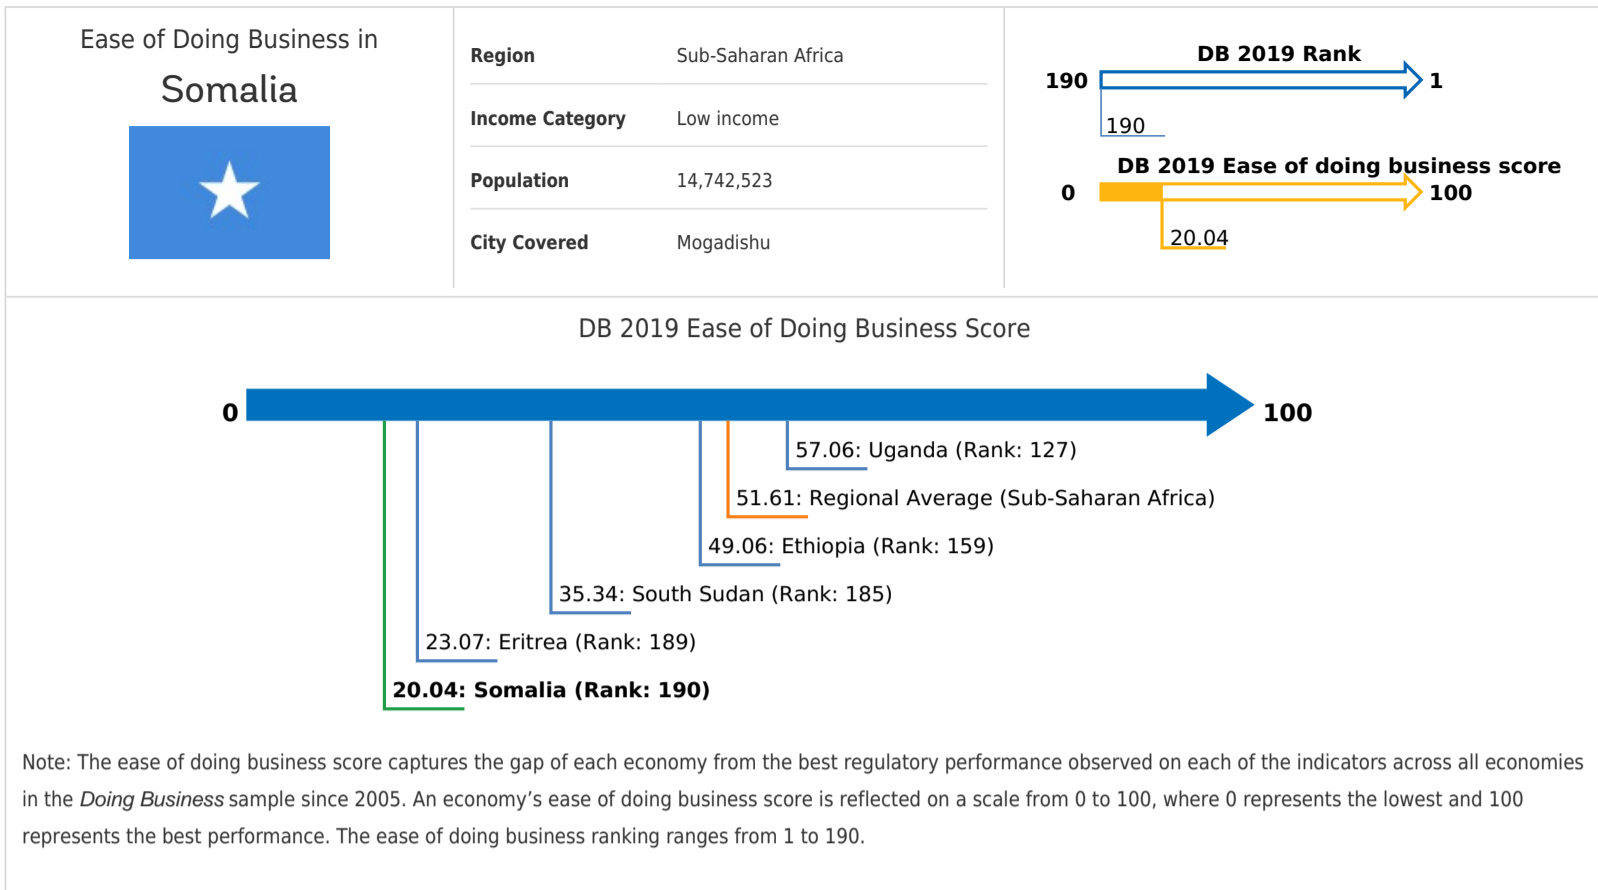 Ease of Doing Business in
Somalia
Region Sub-Saharan Africa
Income Category Low income
Population 14,742,523
City Covered Mogadishu
DB 2019 Rank
190 1
190
DB 2019 Ease of doing business score
0 100
20.04
DB 2019 Ease of Doing Business Score
0 100
57.06: Uganda (Rank: 127)
51.61: Regional Average (Sub-Saharan Africa)
49.06: Ethiopia (Rank: 159)
35.34: South Sudan (Rank: 185)
23.07: Eritrea (Rank: 189)
20.04: Somalia (Rank: 190)
Note: The ease of doing business score captures the gap of each economy from the best regulatory performance observed on each of the indicators across all economies
in the Doing Business sample since 2005. An economy’s ease of doing business score is reflected on a scale from 0 to 100, where 0 represents the lowest and 100
represents the best performance. The ease of doing business ranking ranges from 1 to 190.